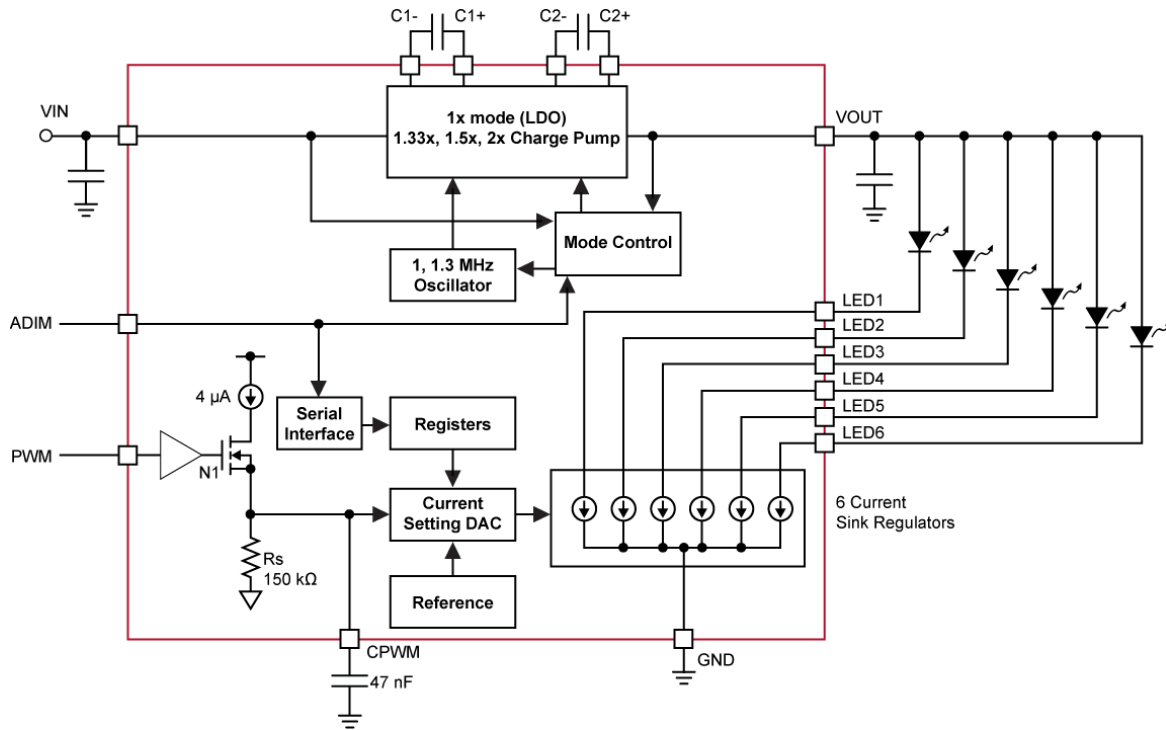 C1- C1+ C2- C2+
VIN
1x mode (LDO)
1.33x, 1.5x, 2x Charge Pump
VOUT
Mode Control
1, 1.3 MHz
Oscillator
ADIM
LED1
LED2
LED3
LED4
LED5
LED6
4 µA
Serial
Interface
Registers
PWM
N1
Current
Setting DAC
6 Current
Sink Regulators
Rs
150 kΩ
Reference
CPWM
GND
47 nF